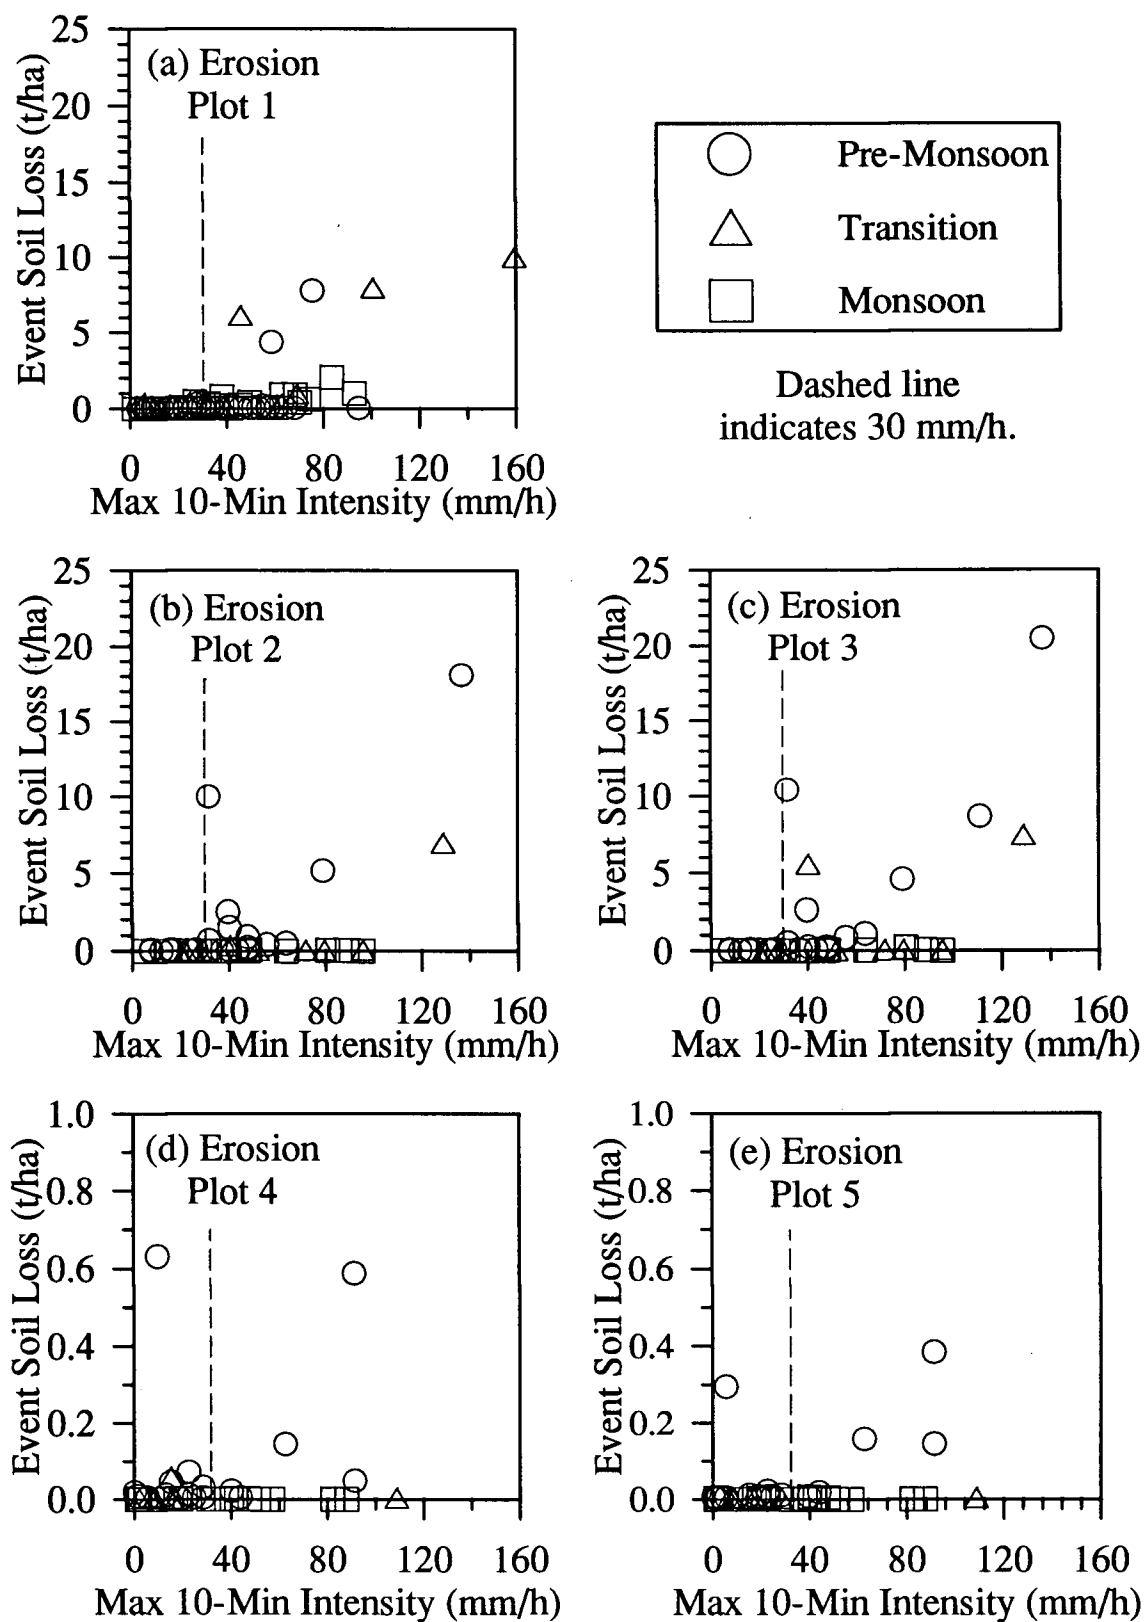 25
20
15
10
5
0
Event Soil Loss (t/ha)
(a) Erosion
Plot 1
0 40 80 120 160
Max 10-Min Intensity (mm/h)
Pre-Monsoon
Transition
Monsoon
Dashed line
indicates 30 mm/h.
25
20
15
10
5
0
Event Soil Loss (t/ha)
(b) Erosion
Plot 2
0 40 80 120 160
Max 10-Min Intensity (mm/h)
25
20
15
10
5
0
Event Soil Loss (t/ha)
(c) Erosion
Plot 3
0 40 80 120 160
Max 10-Min Intensity (mm/h)
1.0
0.8
0.6
0.4
0.2
0.0
Event Soil Loss (t/ha)
(d) Erosion
Plot 4
0 40 80 120 160
Max 10-Min Intensity (mm/h)
1.0
0.8
0.6
0.4
0.2
0.0
Event Soil Loss (t/ha)
(e) Erosion
Plot 5
0 40 80 120 160
Max 10-Min Intensity (mm/h)